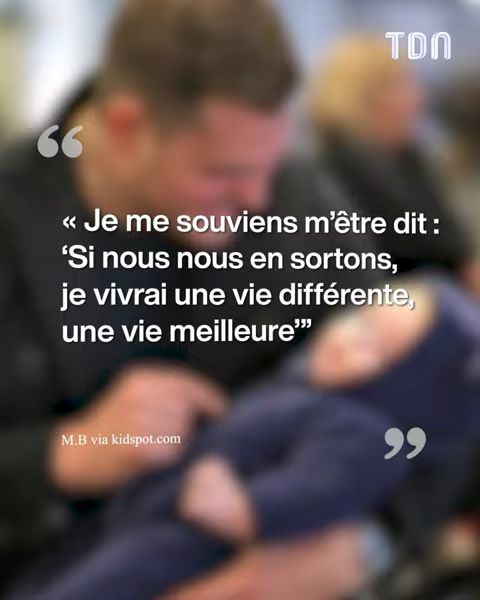 TDN
“
« Je me souviens m’être dit :
‘Si nous nous en sortons,
je vivrai une vie différente,
une vie meilleure’”
M.B via kidspot.com
”